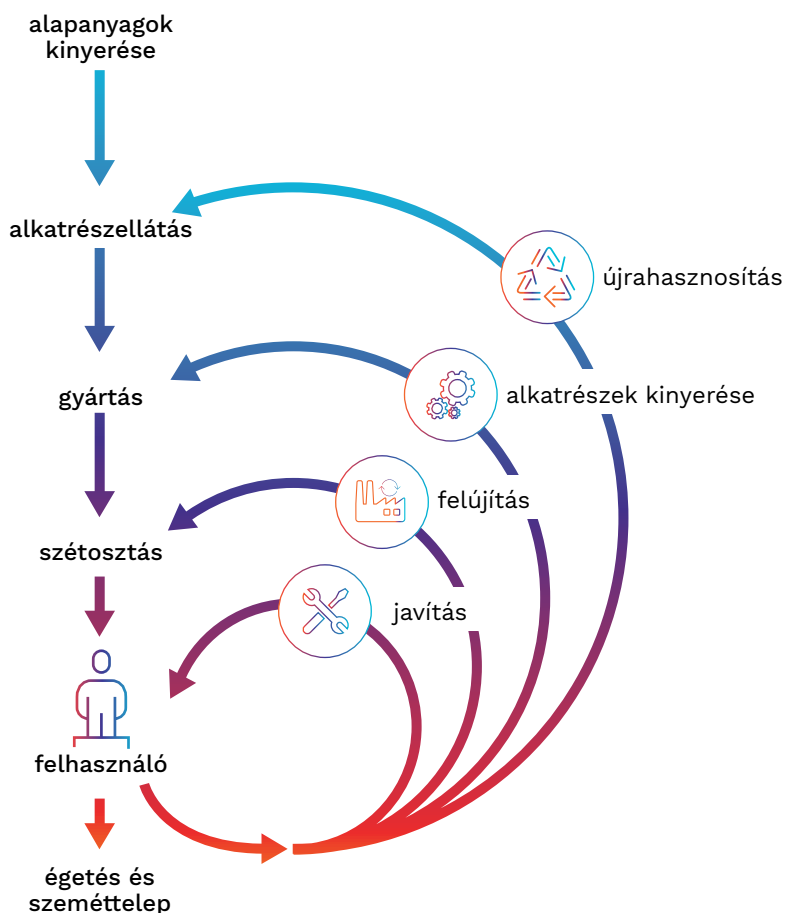 alapanyagok
kinyerése
alkatrészellátás
újrahasznosítás
gyártás
alkatrészek kinyerése
felújítás
szétosztás
javítás
felhasználó
égetés és
szeméttelep